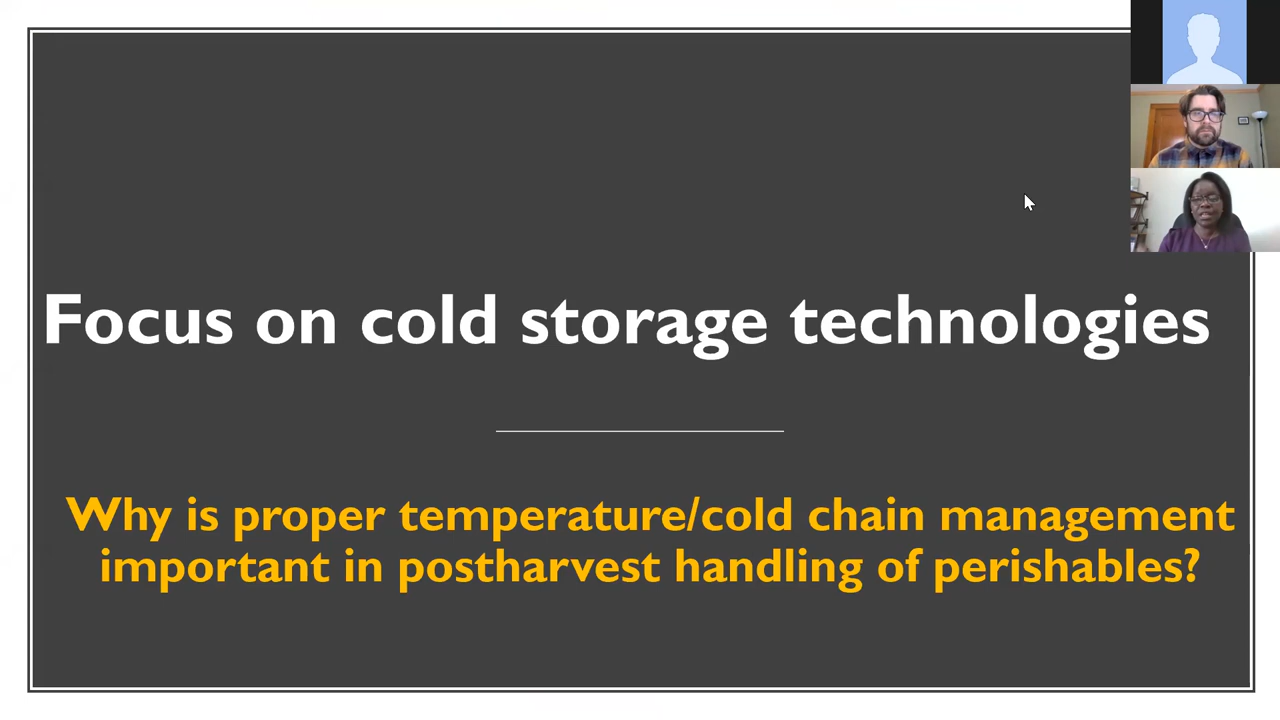 Focus on cold storage technologies
Why is proper temperature/cold chain management
important in postharvest handling of perishables?